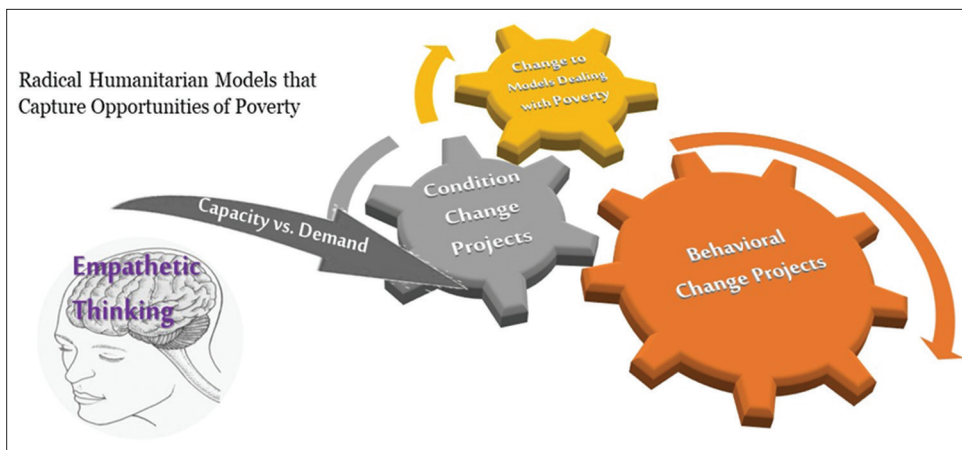 Radical Humanitarian Models that
Capture Opportunities of Poverty
Change to
Models Dealing
with Poverty
Capacity vs. Demand
Condition
Change
Projects
Behavioral
Change Projects
Empathetic
Thinking